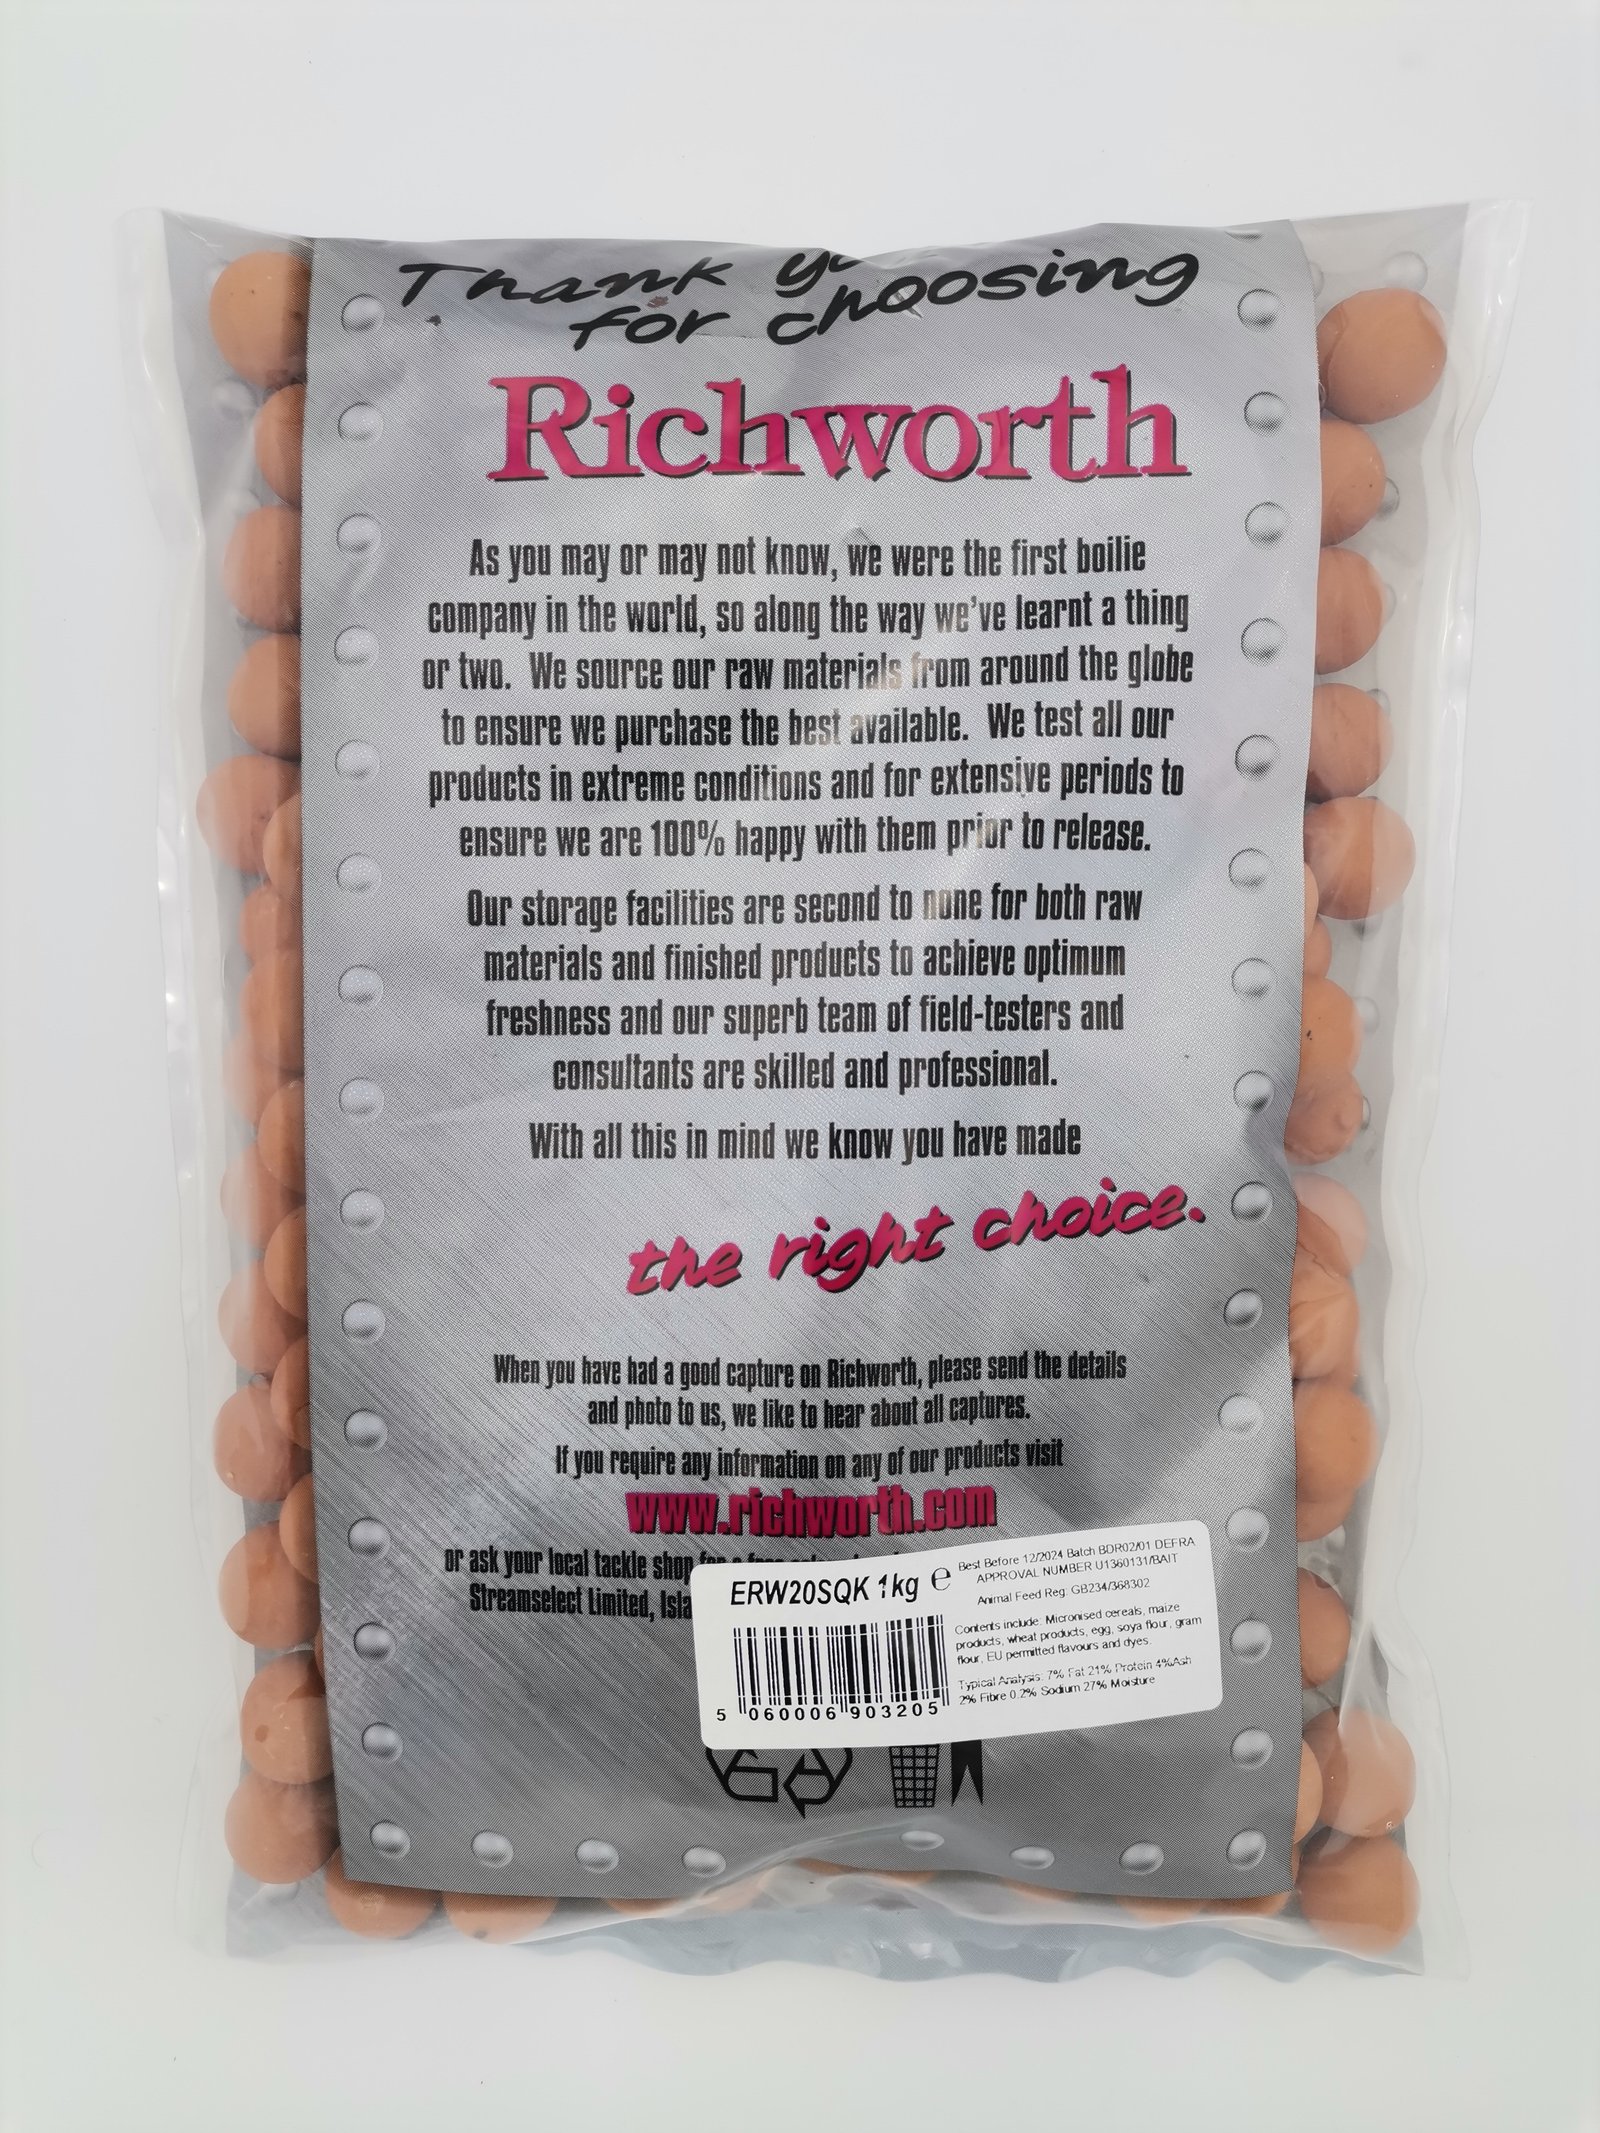 Thank
for choosing
Richworth
As you may or may not know, we were the first boilie
company in the world, so along the way we've learnt a thing
or two. We source our raw materials from around the globe
to ensure we purchase the best available. We test all our
products in extreme conditions and for extensive periods to
ensure we are 100% happy with them prior to release.
Our storage facilities are second to none for both raw
materials and finished products to achieve optimum
freshness and our superb team of field-testers and
consultants are skilled and professional.
With all this in mind we know you have made
the right choice.
When you have had a good capture on Richworth, please send the details
and photo to us, we like to hear about all captures.
If you require any information on any of our products visit
www.richworth.com
or ask your local tackle shop
Streamselect Limited,
ERW20SQK 1kg ℮
Best Before 12/2024 Batch BDR02/01 DEFRA
APPROVAL NUMBER U1360131/BAIT
Animal Feed Reg: GB234/368302
Contents include: Micronised cereals, maize
products, wheat products, egg, soya flour, gram
flour, EU permitted flavours and dyes.
Typical Analysis: 7% Fat 21% Protein 4%Ash
2% Fibre 0.2% Sodium 27% Moisture
5 060006 903205